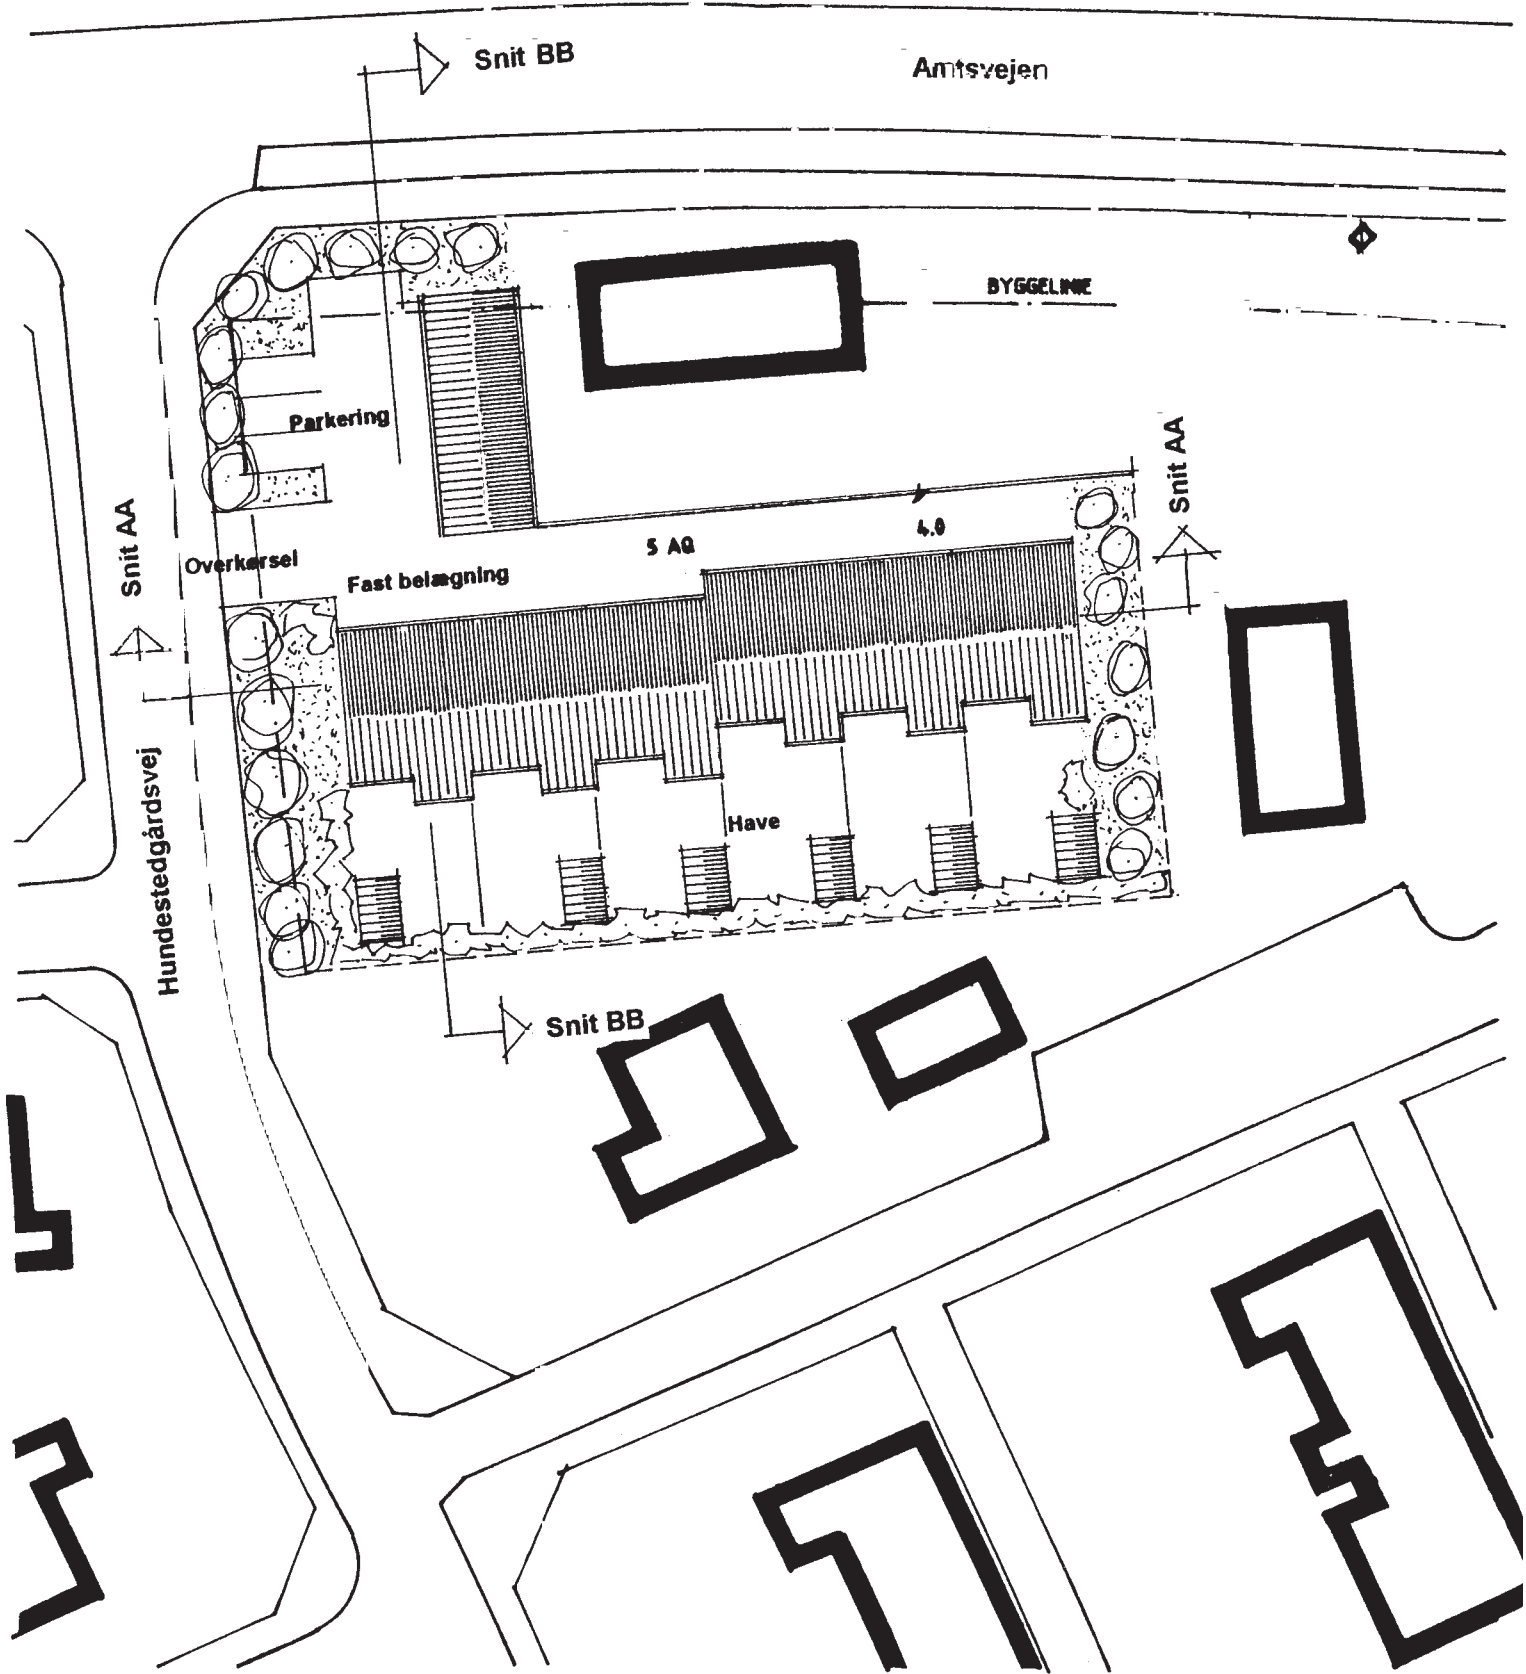 Snit BB
Amtsvejen
BYGGELINIE
Parkering
Snit AA
Snit AA
5 AQ
4.0
Overkørsel
Fast belægning
Hundestedgårdsvej
Have
Snit BB